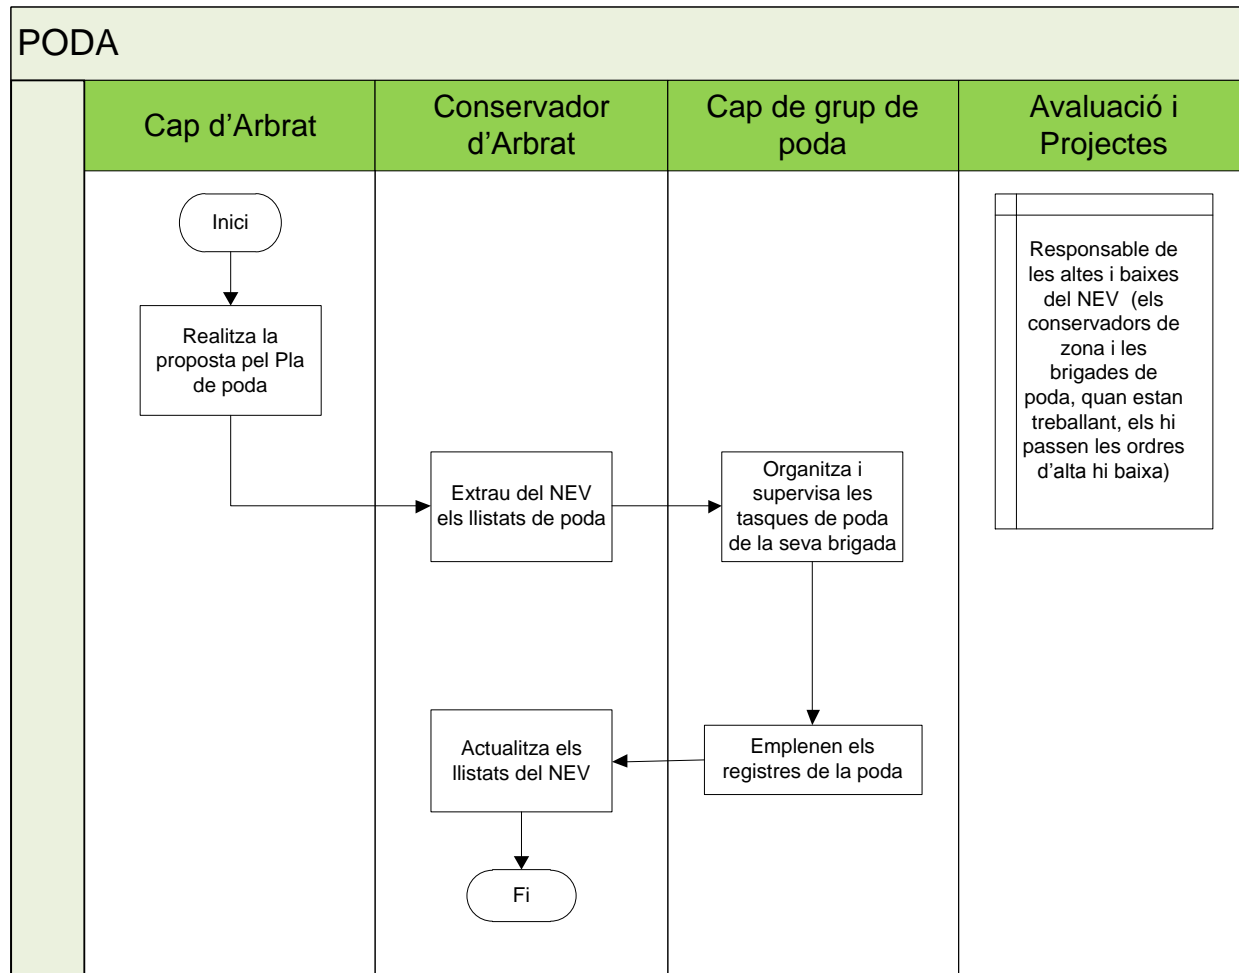 PODA
Cap d’Arbrat
Conservador
d’Arbrat
Cap de grup de
poda
Avaluació i
Projectes
Inici
Realitza la
proposta pel Pla
de poda
Extrau del NEV
els llistats de poda
Organitza i
supervisa les
tasques de poda
de la seva brigada
Responsable de
les altes i baixes
del NEV (els
conservadors de
zona i les
brigades de
poda, quan estan
treballant, els hi
passen les ordres
d’alta hi baixa)
Emplenen els
registres de la poda
Actualitza els
llistats del NEV
Fi